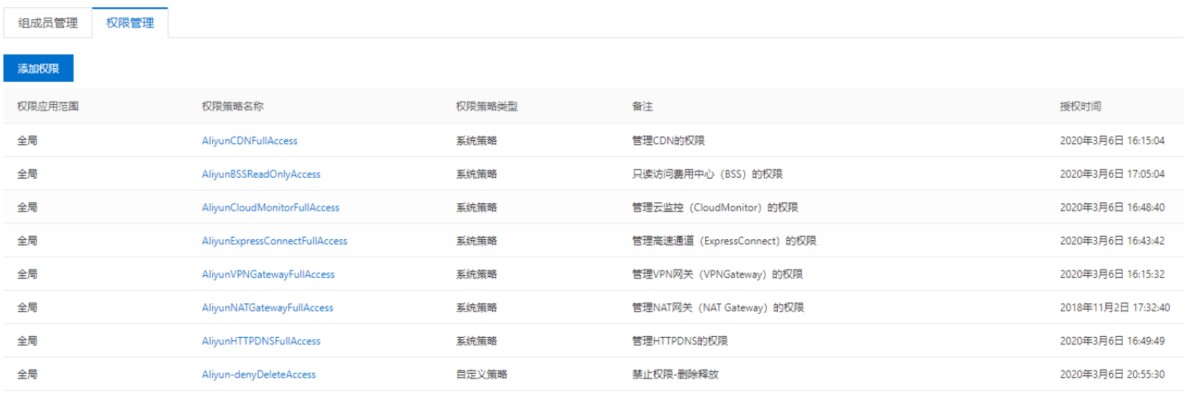 组成员管理 权限管理
添加权限
权限应用范围 权限策略名称 权限策略类型 备注 授权时间
全局 AliyunCDNFullAccess 系统策略 管理CDN的权限 2020年3月6日 16:15:04
全局 AliyunBSSReadOnlyAccess 系统策略 只读访问费用中心（BSS）的权限 2020年3月6日 17:05:04
全局 AliyunCloudMonitorFullAccess 系统策略 管理云监控（CloudMonitor）的权限 2020年3月6日 16:48:40
全局 AliyunExpressConnectFullAccess 系统策略 管理高速通道（ExpressConnect）的权限 2020年3月6日 16:43:42
全局 AliyunVPNGatewayFullAccess 系统策略 管理VPN网关（VPNGateway）的权限 2020年3月6日 16:15:32
全局 AliyunNATGatewayFullAccess 系统策略 管理NAT网关（NAT Gateway）的权限 2018年11月2日 17:32:40
全局 AliyunHTTPDNSFullAccess 系统策略 管理HTTPDNS的权限 2020年3月6日 16:49:49
全局 Aliyun-denyDeleteAccess 自定义策略 禁止权限-删除释放 2020年3月6日 20:55:30